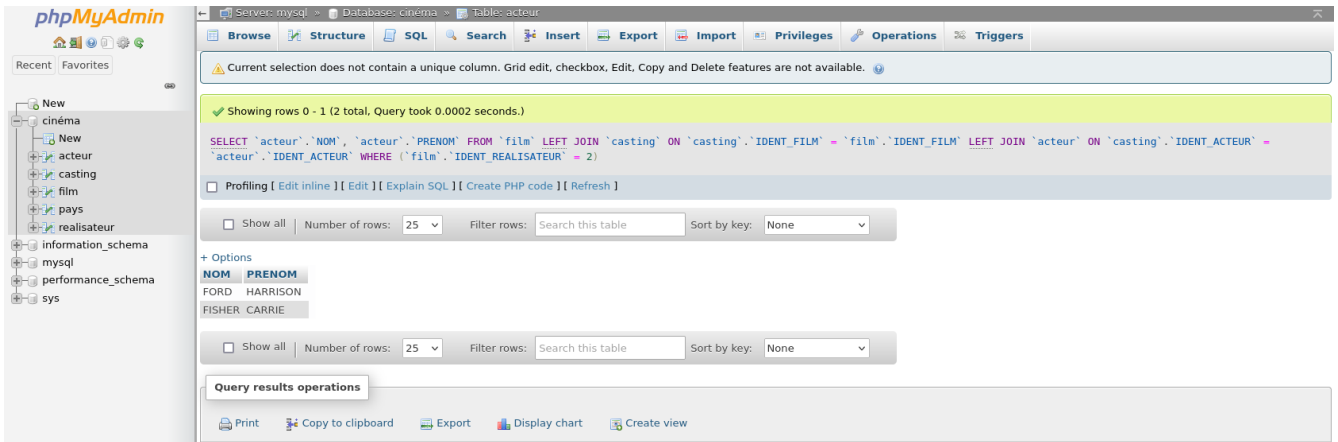 phpMyAdmin
Server: mysql » Database: cinéma » Table: acteur
Browse Structure SQL Search Insert Export Import Privileges Operations Triggers
Recent Favorites
Current selection does not contain a unique column. Grid edit, checkbox, Edit, Copy and Delete features are not available.
New
cinéma
New
acteur
casting
film
pays
realisateur
information_schema
mysql
performance_schema
sys
Showing rows 0 - 1 (2 total, Query took 0.0002 seconds.)
SELECT `acteur`.`NOM`, `acteur`.`PRENOM` FROM `film` LEFT JOIN `casting` ON `casting`.`IDENT_FILM` = `film`.`IDENT_FILM` LEFT JOIN `acteur` ON `casting`.`IDENT_ACTEUR` =
`acteur`.`IDENT_ACTEUR` WHERE (`film`.`IDENT_REALISATEUR` = 2)
Profiling [ Edit inline ] [ Edit ] [ Explain SQL ] [ Create PHP code ] [ Refresh ]
Show all | Number of rows: 25 Filter rows: Search this table Sort by key: None
+ Options
NOM PRENOM
FORD HARRISON
FISHER CARRIE
Show all | Number of rows: 25 Filter rows: Search this table Sort by key: None
Query results operations
Print Copy to clipboard Export Display chart Create view